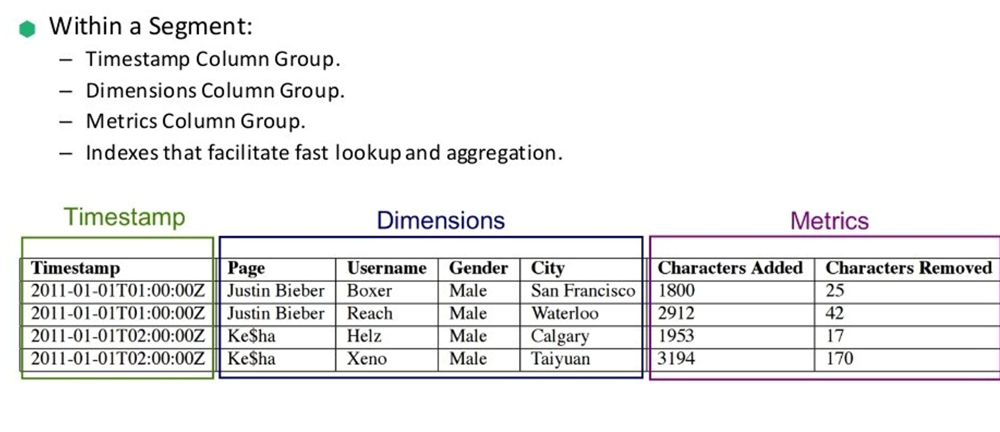 Within a Segment:
– Timestamp Column Group.
– Dimensions Column Group.
– Metrics Column Group.
– Indexes that facilitate fast lookup and aggregation.
Timestamp Dimensions Metrics
Timestamp Page Username Gender City Characters Added Characters Removed
2011-01-01T01:00:00Z Justin Bieber Boxer Male San Francisco 1800 25
2011-01-01T01:00:00Z Justin Bieber Reach Male Waterloo 2912 42
2011-01-01T02:00:00Z Ke$ha Helz Male Calgary 1953 17
2011-01-01T02:00:00Z Ke$ha Xeno Male Taiyuan 3194 170